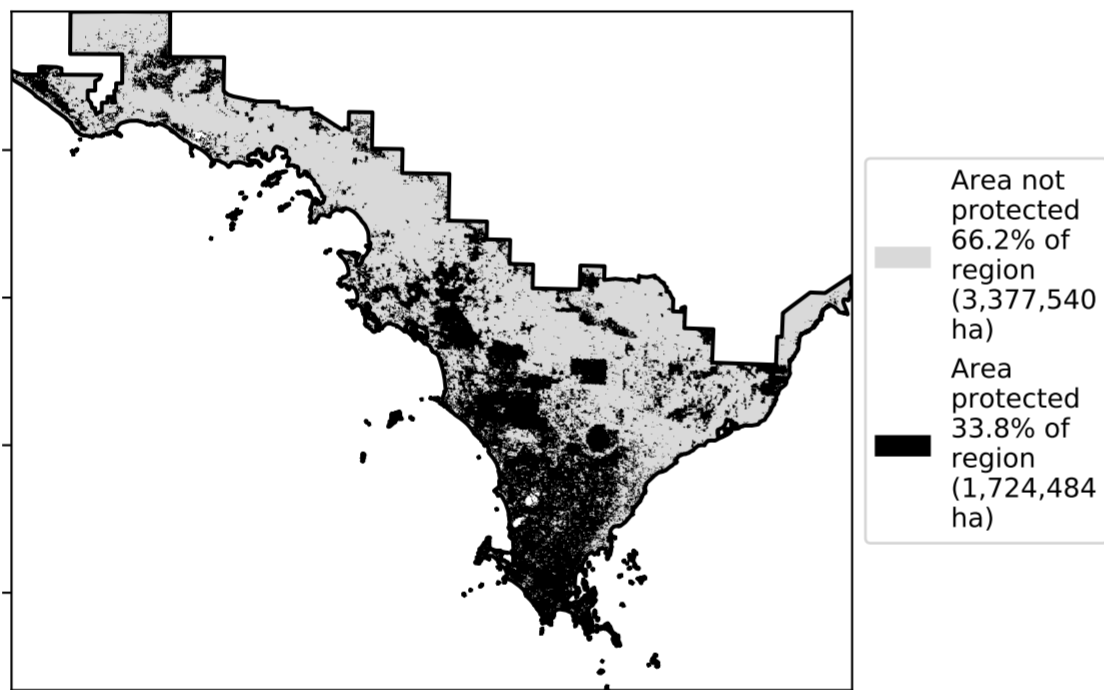 Area not
protected
66.2% of
region
(3,377,540
ha)
Area
protected
33.8% of
region
(1,724,484
ha)